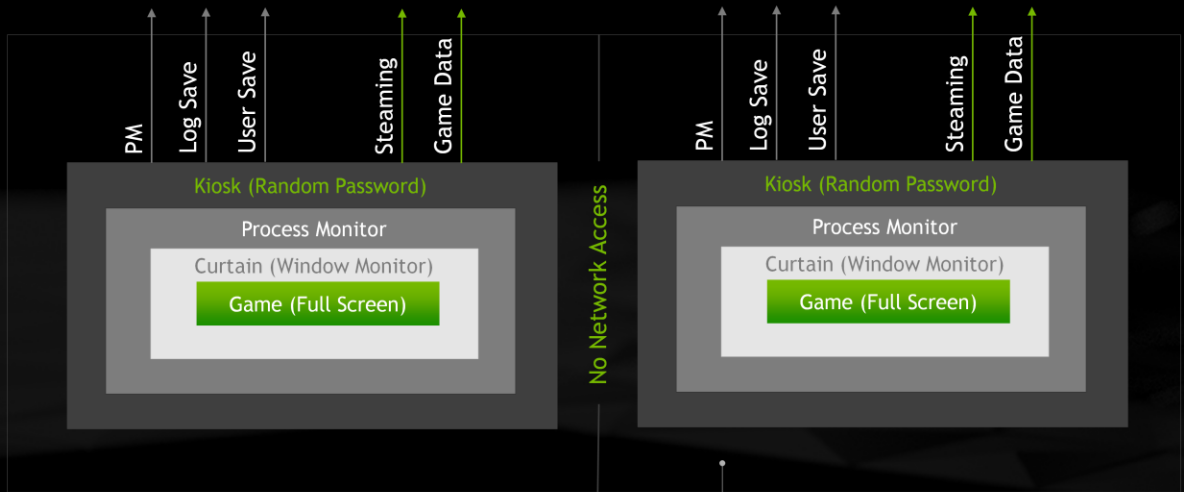 PM
Log Save
User Save
Steaming
Game Data
Kiosk (Random Password)
Process Monitor
Curtain (Window Monitor)
Game (Full Screen)
No Network Access
PM
Log Save
User Save
Steaming
Game Data
Kiosk (Random Password)
Process Monitor
Curtain (Window Monitor)
Game (Full Screen)